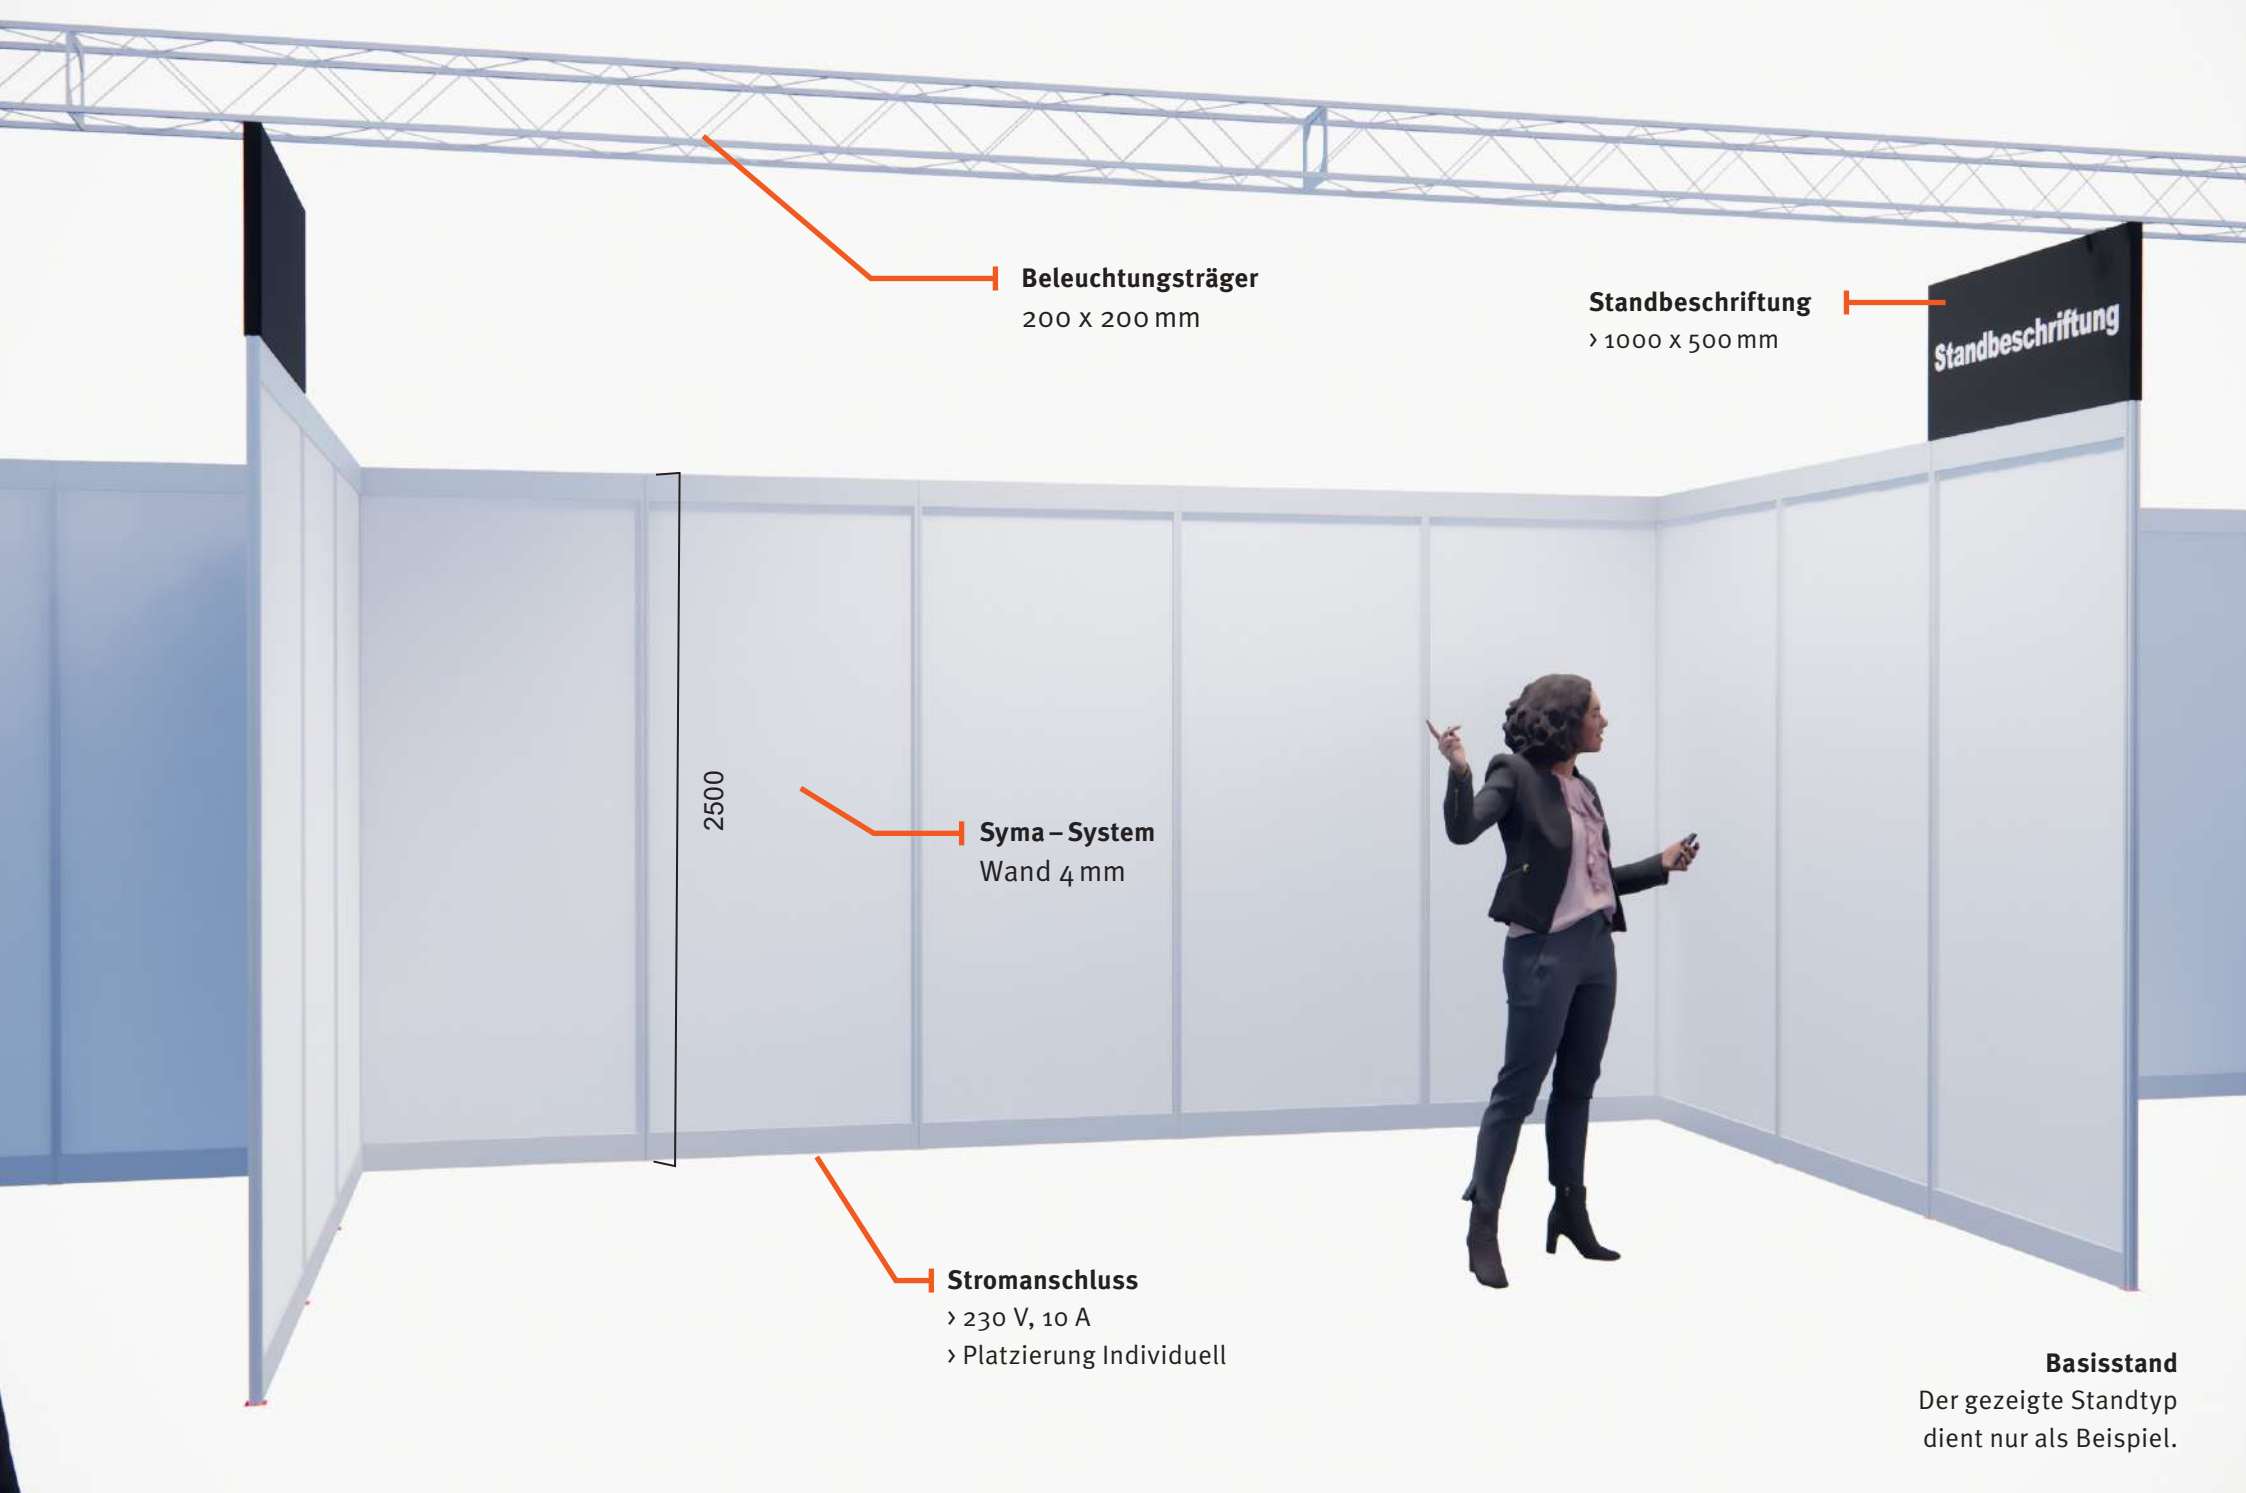 Beleuchtungsträger
200 x 200 mm
Standbeschriftung
› 1000 x 500 mm
Standbeschriftung
2500
Syma – System
Wand 4 mm
Stromanschluss
› 230 V, 10 A
› Platzierung Individuell
Basisstand
Der gezeigte Standtyp
dient nur als Beispiel.